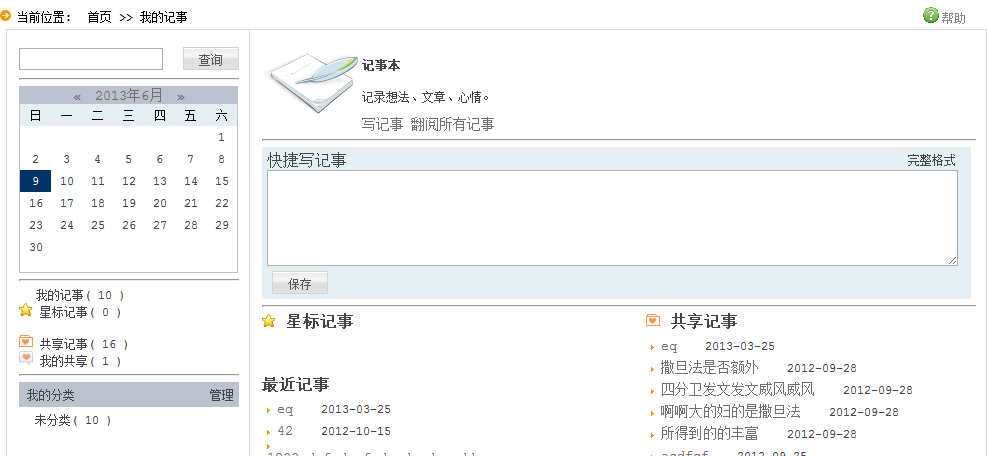 当前位置： 首页 >> 我的记事
帮助
查询
« 2013年6月 »
日 一 二 三 四 五 六
1
2 3 4 5 6 7 8
9 10 11 12 13 14 15
16 17 18 19 20 21 22
23 24 25 26 27 28 29
30
我的记事( 10 )
星标记事( 0 )
共享记事( 16 )
我的共享( 1 )
我的分类 管理
未分类( 10 )
记事本
记录想法、文章、心情。
写记事 翻阅所有记事
快捷写记事 完整格式
保存
星标记事
最近记事
eq 2013-03-25
42 2012-10-15
共享记事
eq 2013-03-25
撒旦法是否额外 2012-09-28
四分卫发文发文威风威风 2012-09-28
啊啊大的妇的是撒旦法 2012-09-28
所得到的的丰富 2012-09-28